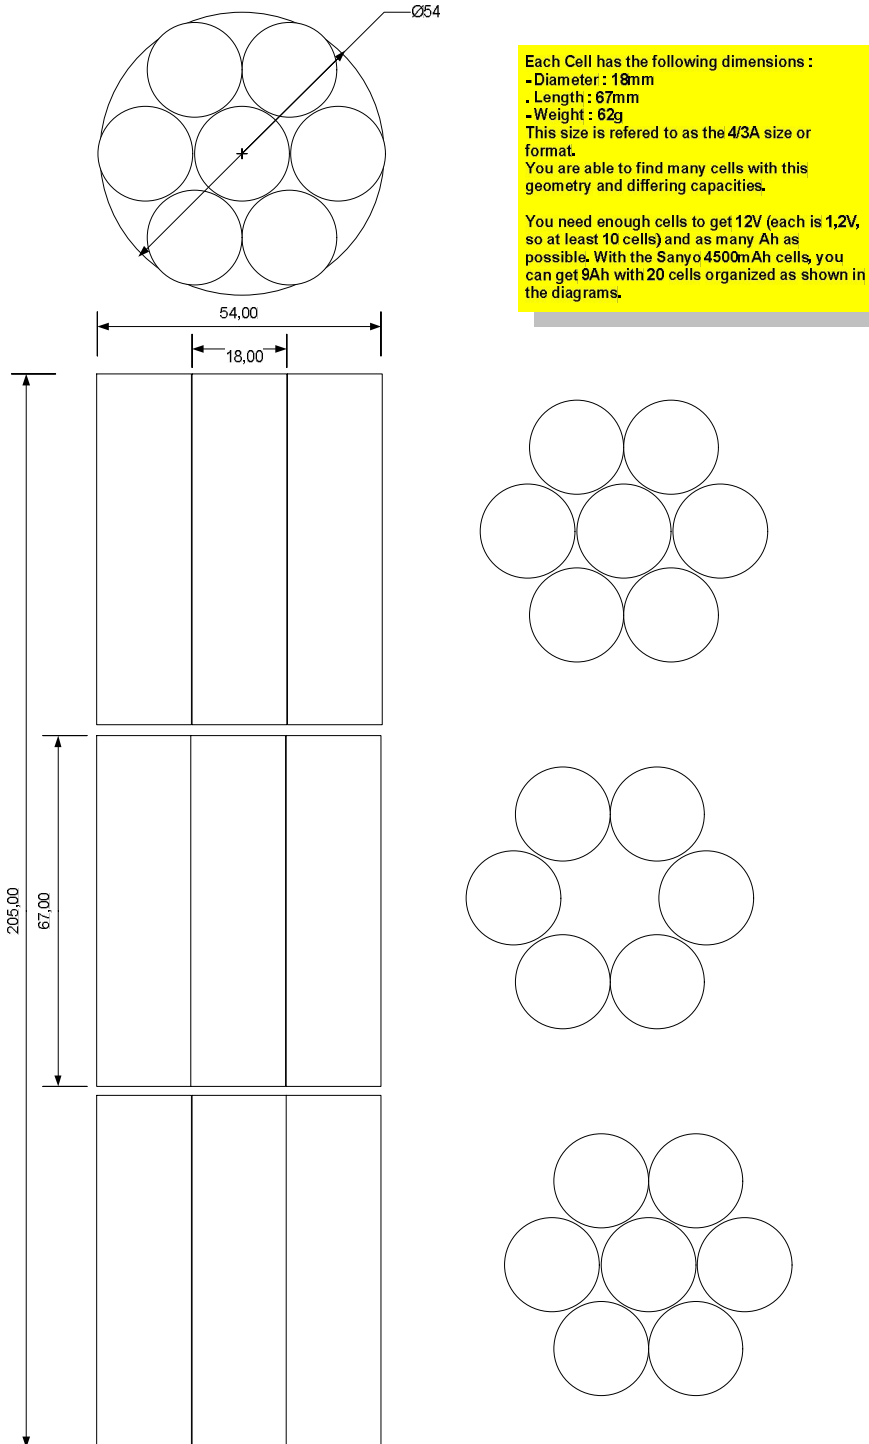 Ø54
Each Cell has the following dimensions :
- Diameter : 18mm
. Length : 67mm
- Weight : 62g
This size is refered to as the 4/3A size or
format.
You are able to find many cells with this
geometry and differing capacities.
You need enough cells to get 12V (each is 1,2V,
so at least 10 cells) and as many Ah as
possible. With the Sanyo 4500mAh cells, you
can get 9Ah with 20 cells organized as shown in
the diagrams.
54,00
18,00
205,00
67,00